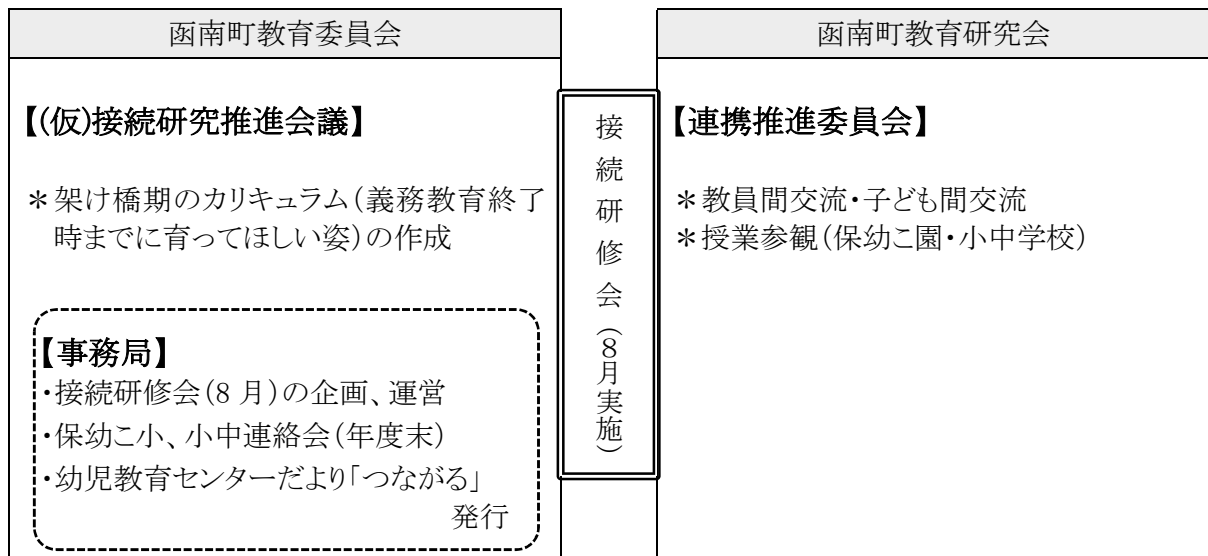 函南町教育委員会
【(仮)接続研究推進会議】
＊架け橋期のカリキュラム(義務教育終了
時までに育ってほしい姿)の作成
【事務局】
・接続研修会(8 月)の企画、運営
・保幼こ小、小中連絡会(年度末)
・幼児教育センターだより「つながる」
発行
接続研修会(8月実施)
函南町教育研究会
【連携推進委員会】
＊教員間交流・子ども間交流
＊授業参観(保幼こ園・小中学校)